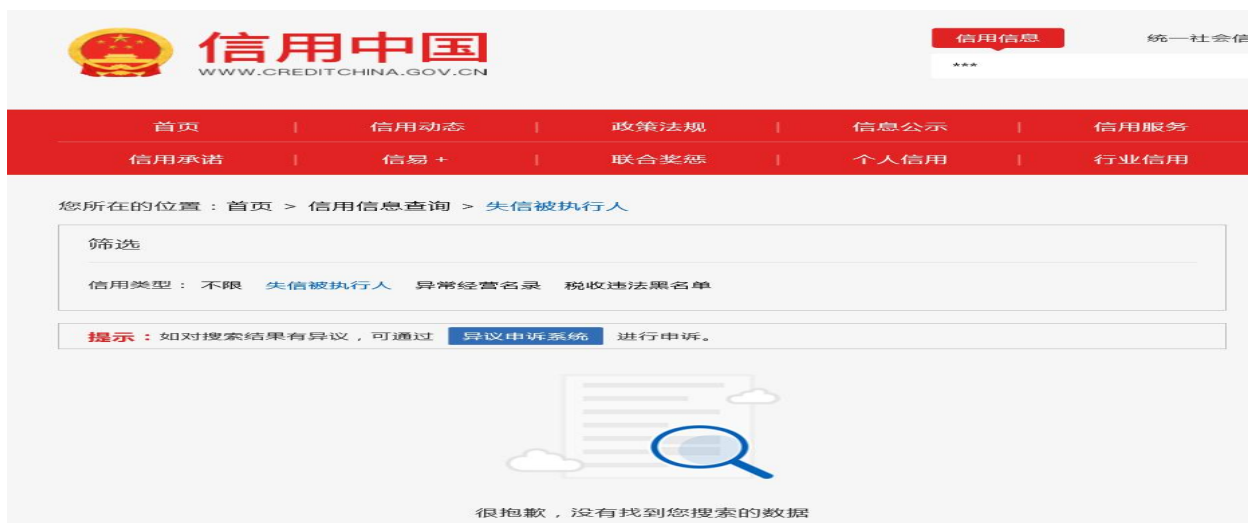 信用中国
WWW.CREDITCHINA.GOV.CN
信用信息 统一社会信
***
首页 | 信用动态 | 政策法规 | 信息公示 | 信用服务
信用承诺 | 信易+ | 联合奖惩 | 个人信用 | 行业信用
您所在的位置：首页 > 信用信息查询 > 失信被执行人
筛选
信用类型： 不限 失信被执行人 异常经营名录 税收违法黑名单
提示：如对搜索结果有异议，可通过 异议申诉系统 进行申诉。
很抱歉，没有找到您搜索的数据